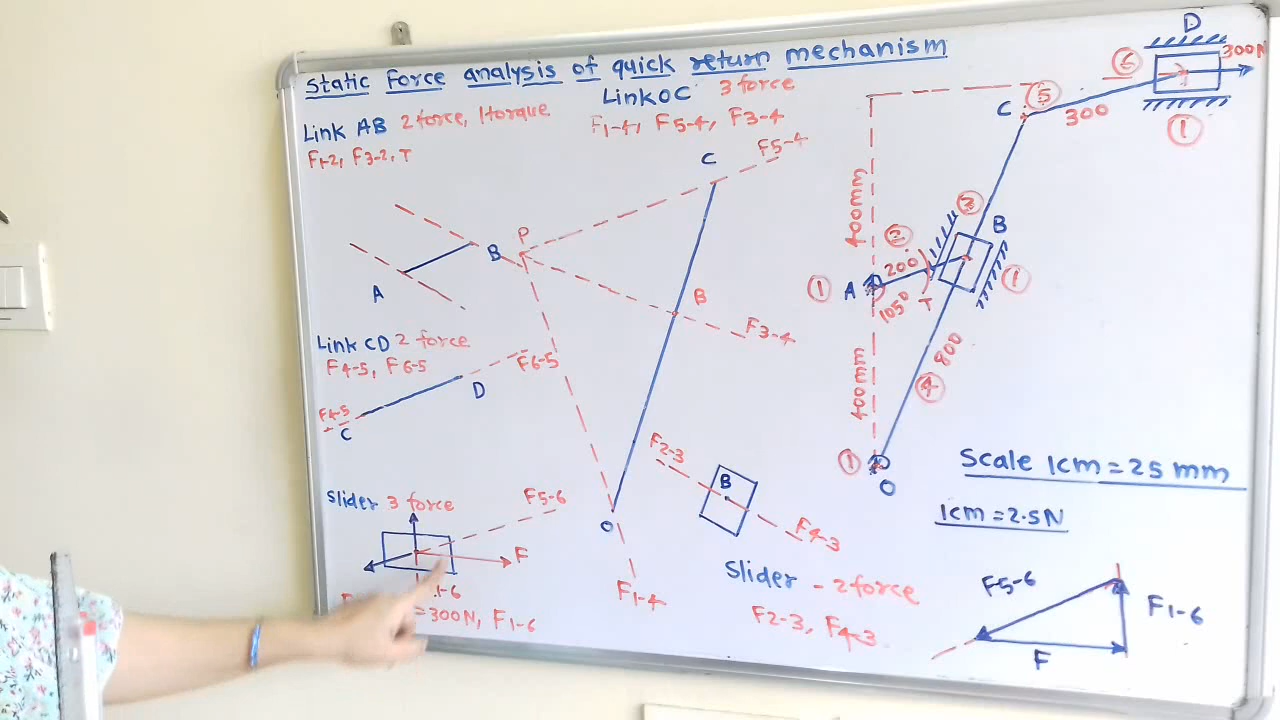 Static Force analysis of quick return mechanism
Link AB 2 force, 1torque
F1-2, F3-2, T
A
B
Link OC 3 force
F1-4, F5-4, F3-4
C
F5-4
P
B
F3-4
O
F1-4
Link CD 2 force
F4-5, F6-5
F6-5
D
F4-5
C
Slider 3 force
F5-6
F
1-6
=300N, F1-6
F2-3
B
F4-3
Slider - 2force
F2-3, F4-3
D
300N
6
5
C
300
1
400mm
2
B
200
1
A
105°
T
1
400mm
800
4
1
O
Scale 1cm = 25 mm
1cm = 2.5N
F5-6
F1-6
F